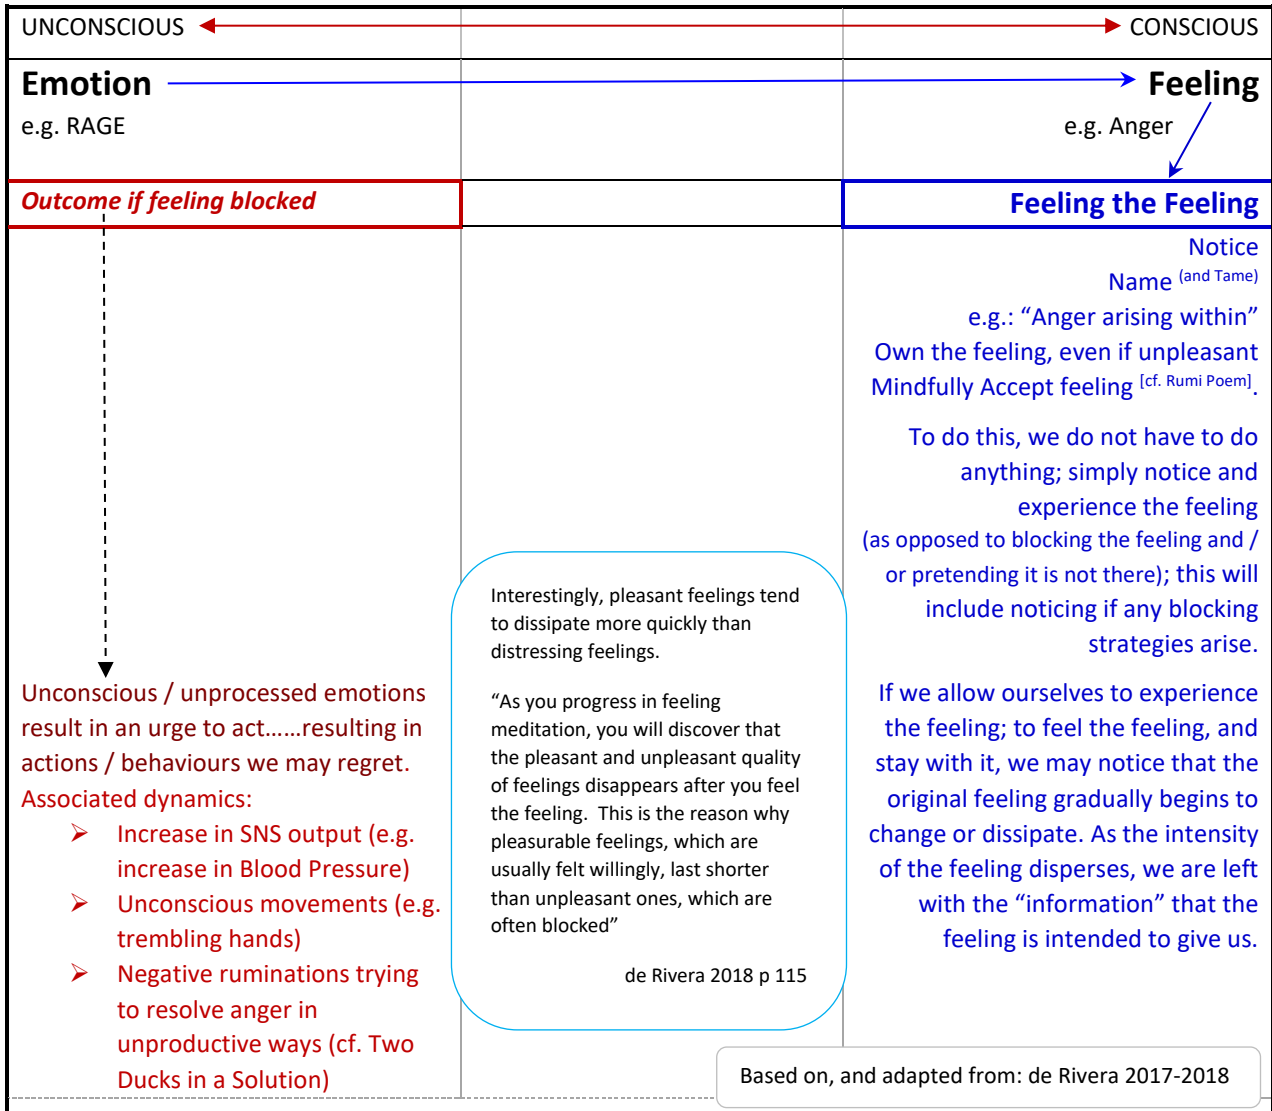 UNCONSCIOUS
CONSCIOUS
Emotion
Feeling
e.g. RAGE
e.g. Anger
Outcome if feeling blocked
Feeling the Feeling
Unconscious / unprocessed emotions
result in an urge to act……resulting in
actions / behaviours we may regret.
Associated dynamics:
➢ Increase in SNS output (e.g.
increase in Blood Pressure)
➢ Unconscious movements (e.g.
trembling hands)
➢ Negative ruminations trying
to resolve anger in
unproductive ways (cf. Two
Ducks in a Solution)
Interestingly, pleasant feelings tend
to dissipate more quickly than
distressing feelings.
“As you progress in feeling
meditation, you will discover that
the pleasant and unpleasant quality
of feelings disappears after you feel
the feeling.  This is the reason why
pleasurable feelings, which are
usually felt willingly, last shorter
than unpleasant ones, which are
often blocked”
de Rivera 2018 p 115
Notice
Name (and Tame)
e.g.: “Anger arising within”
Own the feeling, even if unpleasant
Mindfully Accept feeling [cf. Rumi Poem].
To do this, we do not have to do
anything; simply notice and
experience the feeling
(as opposed to blocking the feeling and /
or pretending it is not there); this will
include noticing if any blocking
strategies arise.
If we allow ourselves to experience
the feeling; to feel the feeling, and
stay with it, we may notice that the
original feeling gradually begins to
change or dissipate. As the intensity
of the feeling disperses, we are left
with the “information” that the
feeling is intended to give us.
Based on, and adapted from: de Rivera 2017-2018